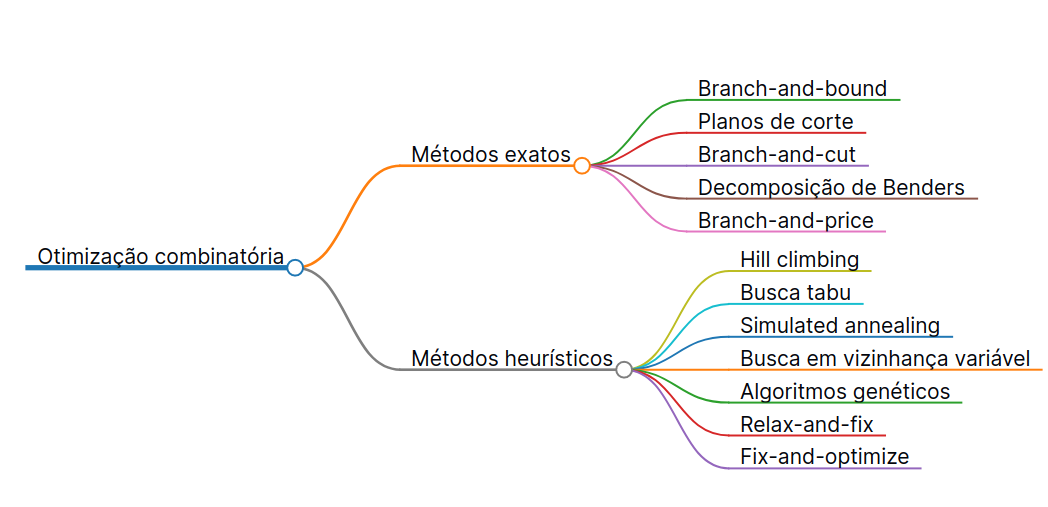 Otimização combinatória
Métodos exatos
Branch-and-bound
Planos de corte
Branch-and-cut
Decomposição de Benders
Branch-and-price
Métodos heurísticos
Hill climbing
Busca tabu
Simulated annealing
Busca em vizinhança variável
Algoritmos genéticos
Relax-and-fix
Fix-and-optimize